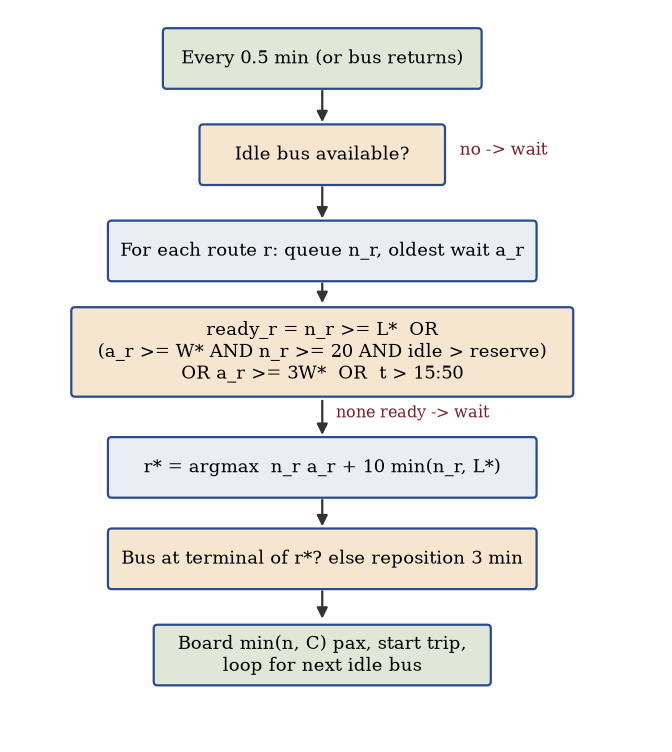 Every 0.5 min (or bus returns)
Idle bus available?
no -> wait
For each route r: queue n_r, oldest wait a_r
ready_r = n_r >= L*  OR
(a_r >= W* AND n_r >= 20 AND idle > reserve)
OR a_r >= 3W*  OR  t > 15:50
none ready -> wait
r* = argmax  n_r a_r + 10 min(n_r, L*)
Bus at terminal of r*? else reposition 3 min
Board min(n, C) pax, start trip,
loop for next idle bus